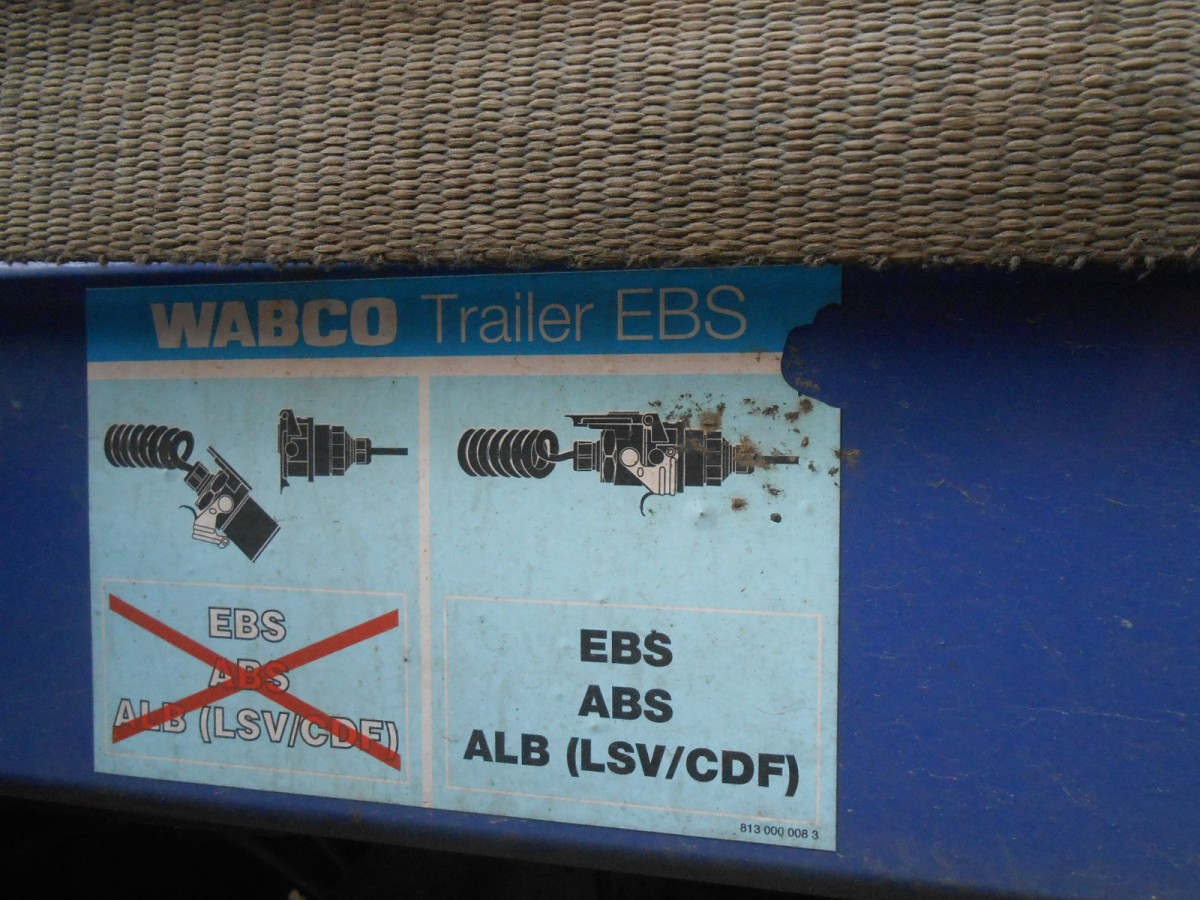 WABCO Trailer EBS
EBS
ABS
ALB (LSV/CDF)
EBS
ABS
ALB (LSV/CDF)
813 000 008 3